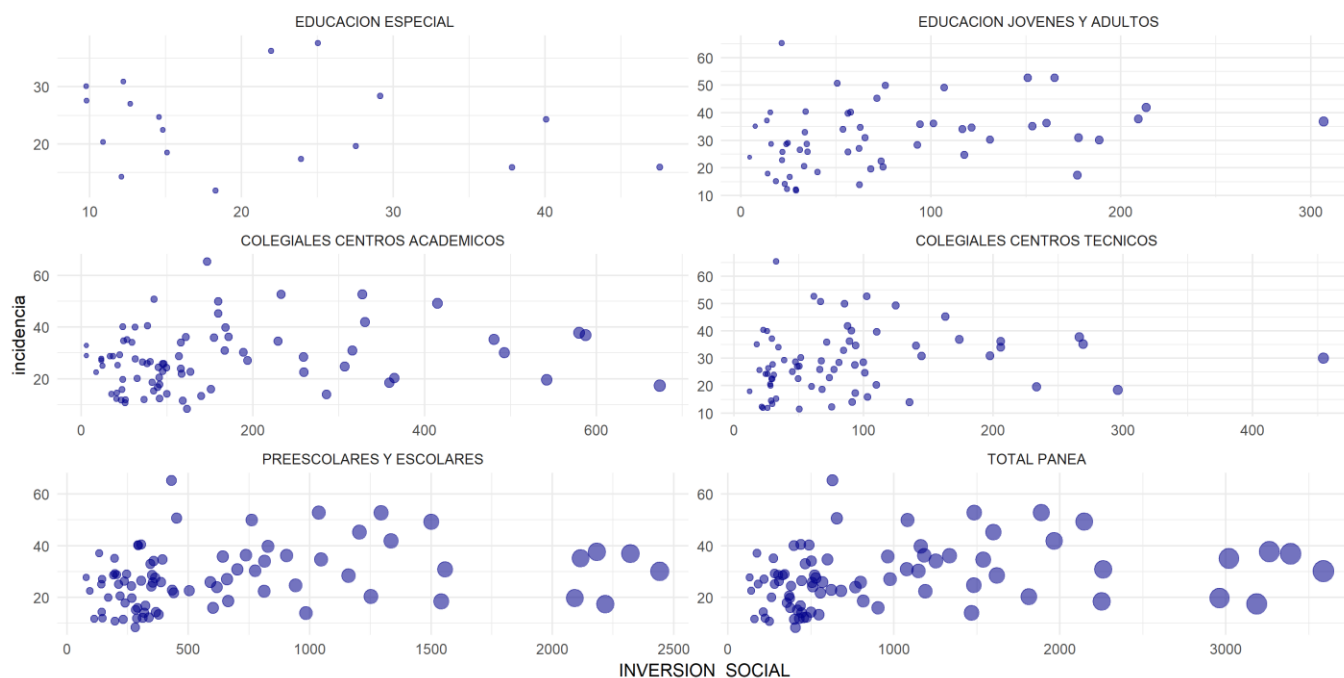 EDUCACION ESPECIAL
EDUCACION JOVENES Y ADULTOS
30
20
10 20 30 40
60
50
40
30
20
10
0 100 200 300
COLEGIALES CENTROS ACADEMICOS
COLEGIALES CENTROS TECNICOS
60
40
20
0 200 400 600
60
50
40
30
20
10
0 100 200 300 400
PREESCOLARES Y ESCOLARES
TOTAL PANEA
60
40
20
0 500 1000 1500 2000 2500
60
40
20
0 1000 2000 3000
incidencia
INVERSION SOCIAL